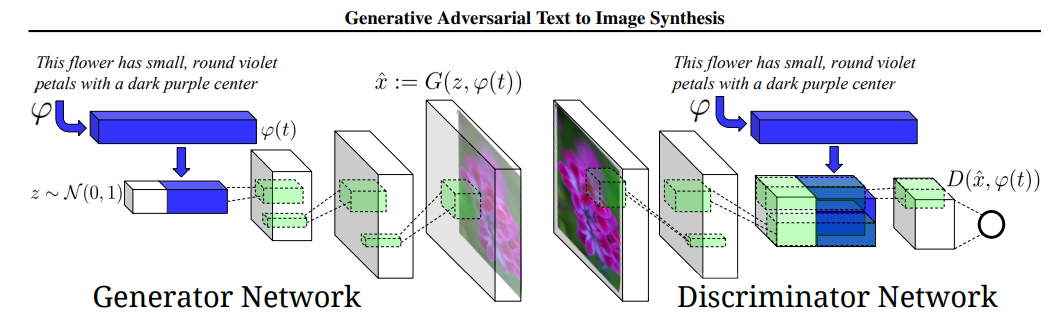 Generative Adversarial Text to Image Synthesis
This flower has small, round violet
petals with a dark purple center
φ
φ(t)
z ∼ N(0, 1)
x̂ := G(z, φ(t))
Generator Network
This flower has small, round violet
petals with a dark purple center
φ
D(x̂, φ(t))
Discriminator Network